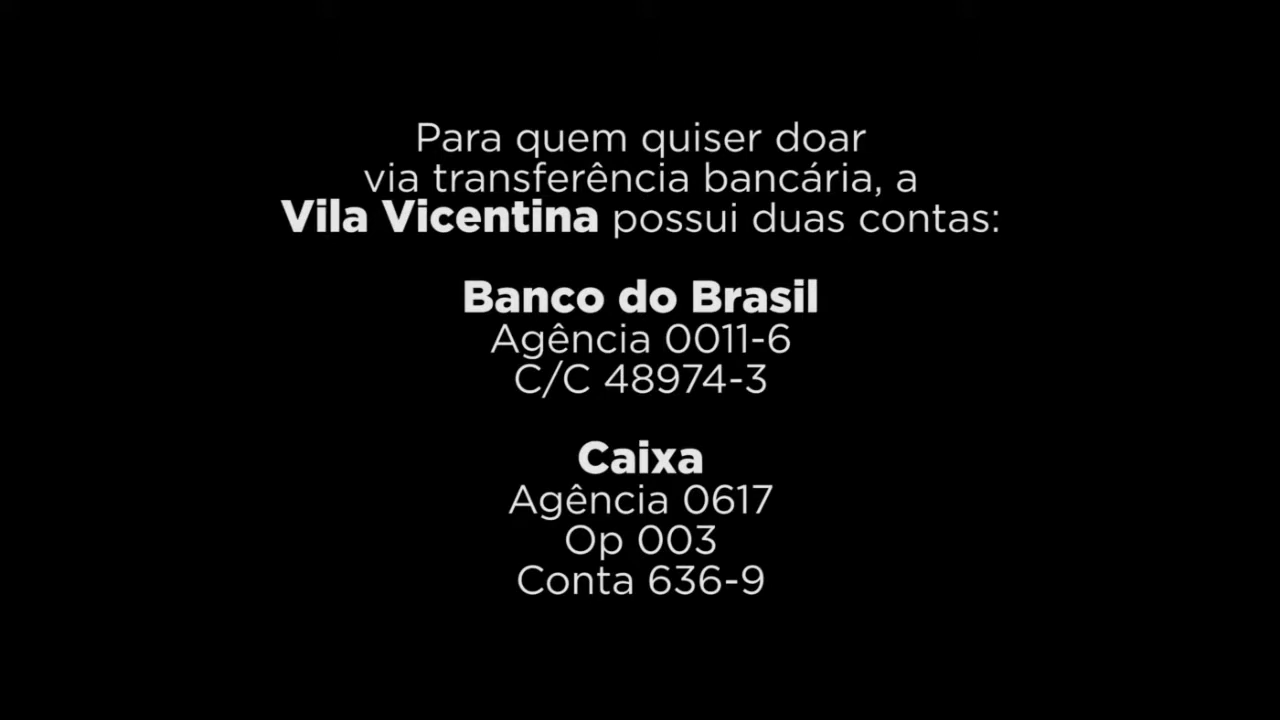 Para quem quiser doar
via transferência bancária, a
Vila Vicentina possui duas contas:
Banco do Brasil
Agência 0011-6
C/C 48974-3
Caixa
Agência 0617
Op 003
Conta 636-9